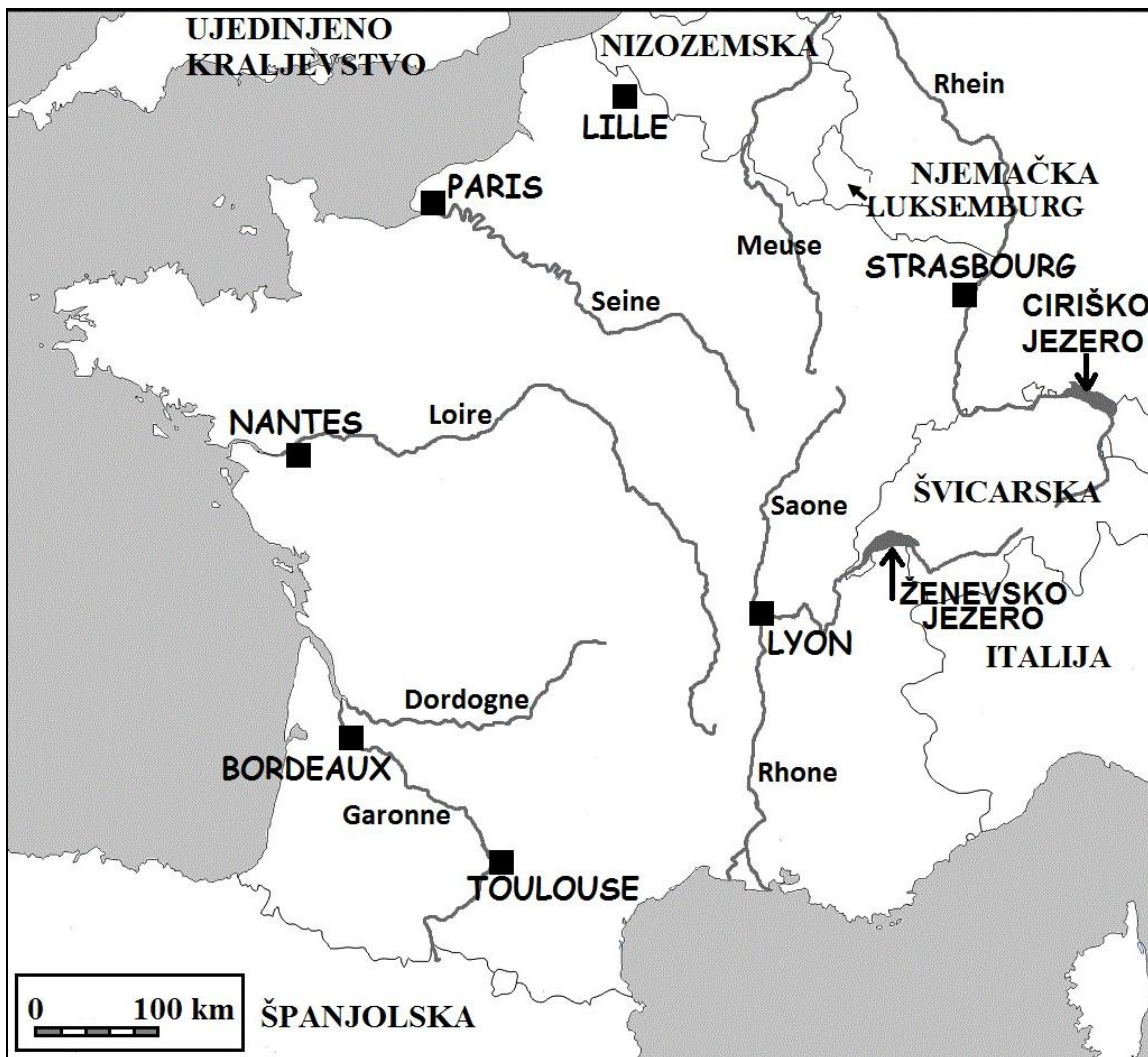 UJEDINJENO
KRALJEVSTVO
NIZOZEMSKA
Rhein
LILLE
NJEMAČKA
LUKSEMBURG
PARIS
Meuse
STRASBOURG
Seine
CIRIŠKO
JEZERO
NANTES
Loire
ŠVICARSKA
Saone
ŽENEVSKO
JEZERO
LYON
ITALIJA
Dordogne
BORDEAUX
Rhone
Garonne
TOULOUSE
0 100 km
ŠPANJOLSKA